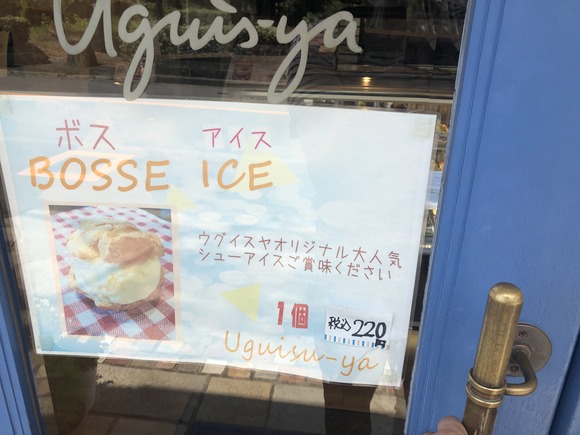 Uguis-ya
ボス アイス
BOSSE ICE
ウグイスヤオリジナル大人気
シューアイスご賞味ください
1個 税込220円
Uguisu-ya